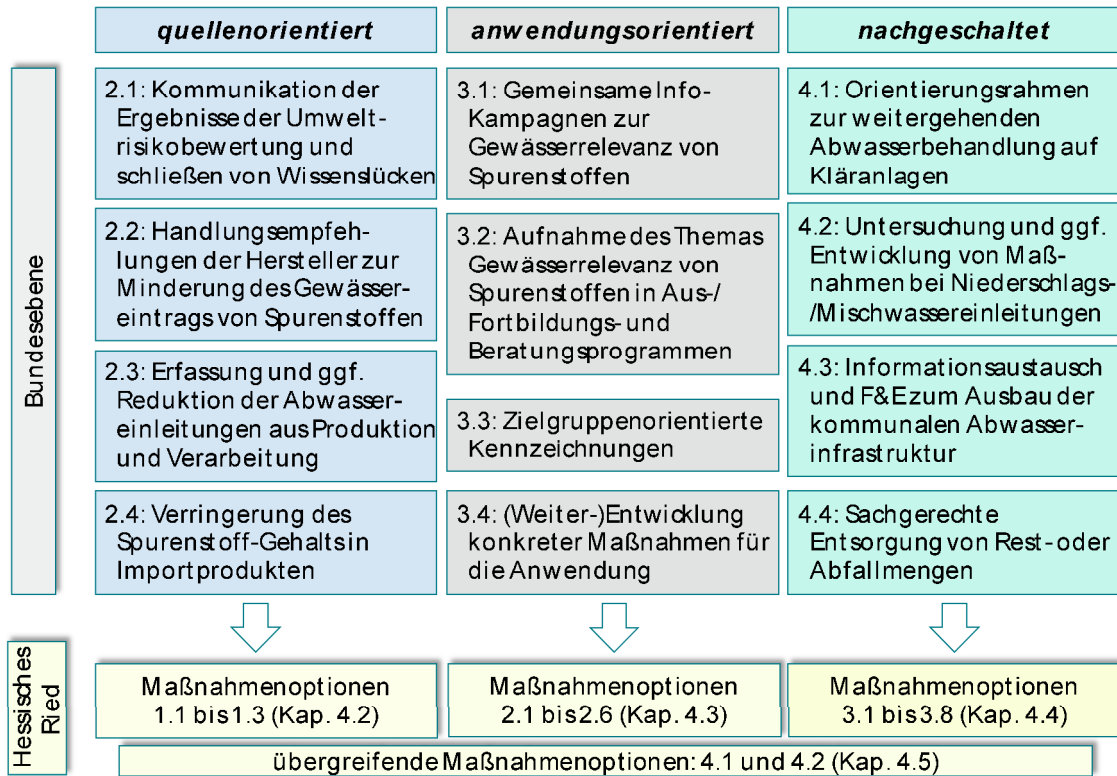 quellenorientiert
anwendungsorientiert
nachgeschaltet
Bundesebene
2.1: Kommunikation der
Ergebnisse der Umwelt-
risikobewertung und
schließen von Wissenslücken
2.2: Handlungsempfeh-
lungen der Hersteller zur
Minderung des Gewässer-
eintrags von Spurenstoffen
2.3: Erfassung und ggf.
Reduktion der Abwasser-
einleitungen aus Produktion
und Verarbeitung
2.4: Verringerung des
Spurenstoff-Gehalts in
Importprodukten
3.1: Gemeinsame Info-
Kampagnen zur
Gewässerrelevanz von
Spurenstoffen
3.2: Aufnahme des Themas
Gewässerrelevanz von
Spurenstoffen in Aus-/
Fortbildungs- und
Beratungsprogrammen
3.3: Zielgruppenorientierte
Kennzeichnungen
3.4: (Weiter-)Entwicklung
konkreter Maßnahmen für
die Anwendung
4.1: Orientierungsrahmen
zur weitergehenden
Abwasserbehandlung auf
Kläranlagen
4.2: Untersuchung und ggf.
Entwicklung von Maß-
nahmen bei Niederschlags-
/Mischwassereinleitungen
4.3: Informationsaustausch
und F&E zum Ausbau der
kommunalen Abwasser-
infrastruktur
4.4: Sachgerechte
Entsorgung von Rest- oder
Abfallmengen
Hessisches
Ried
Maßnahmenoptionen
1.1 bis 1.3 (Kap. 4.2)
Maßnahmenoptionen
2.1 bis 2.6 (Kap. 4.3)
Maßnahmenoptionen
3.1 bis 3.8 (Kap. 4.4)
übergreifende Maßnahmenoptionen: 4.1 und 4.2 (Kap. 4.5)